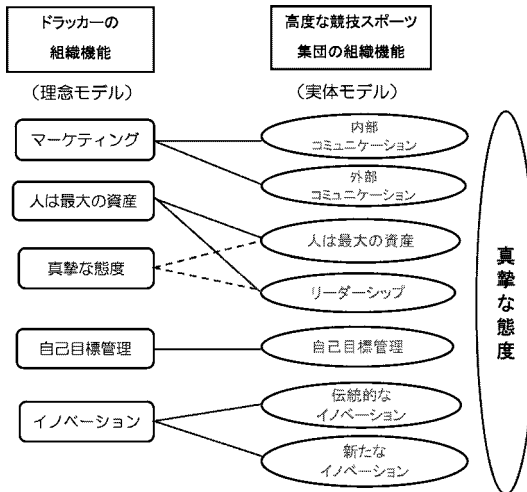 ドラッカーの
組織機能
(理念モデル)
マーケティング
人は最大の資産
真摯な態度
自己目標管理
イノベーション
高度な競技スポーツ
集団の組織機能
(実体モデル)
内部
コミュニケーション
外部
コミュニケーション
人は最大の資産
リーダーシップ
自己目標管理
伝統的な
イノベーション
新たな
イノベーション
真摯な態度